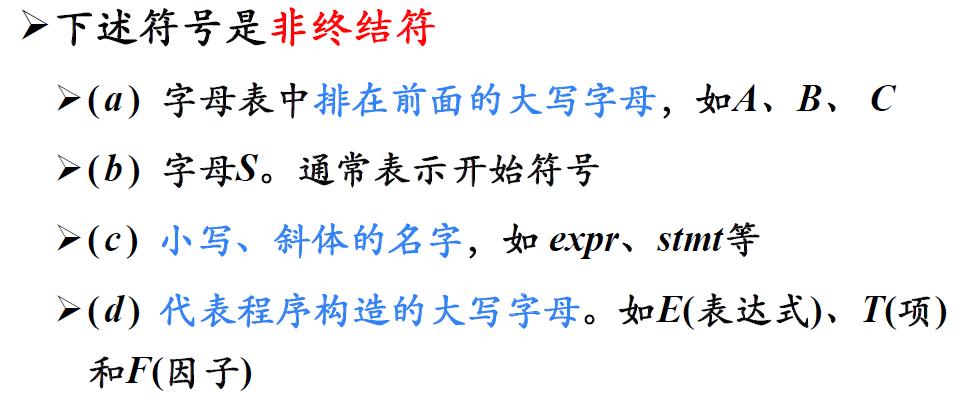 ➢下述符号是非终结符
➢(a) 字母表中排在前面的大写字母，如A、B、 C
➢(b) 字母S。通常表示开始符号
➢(c) 小写、斜体的名字，如 expr、stmt等
➢(d) 代表程序构造的大写字母。如E(表达式)、T(项)
和F(因子)